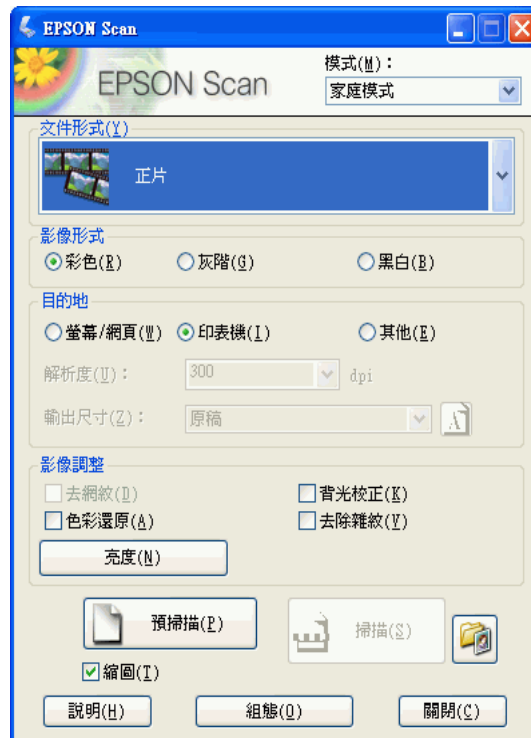 EPSON Scan
EPSON Scan
模式(M)：
家庭模式
文件形式(Y)
正片
影像形式
彩色(R) 灰階(G) 黑白(B)
目的地
螢幕/網頁(W) 印表機(I) 其他(E)
解析度(U)： 300 dpi
輸出尺寸(Z)： 原稿 A
影像調整
去網紋(D) 背光校正(K)
色彩還原(A) 去除雜紋(V)
亮度(N)
預掃描(P) 掃描(S)
縮圖(T)
說明(H) 組態(O) 關閉(C)